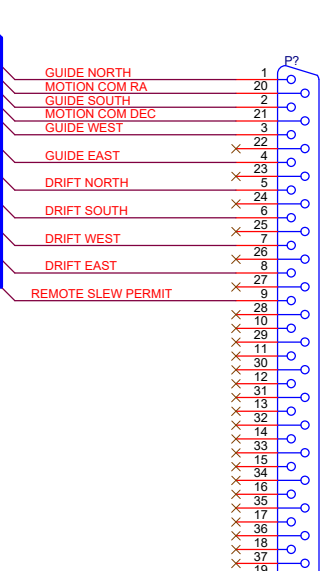 P?
GUIDE NORTH 1
MOTION COM RA 20
GUIDE SOUTH 2
MOTION COM DEC 21
GUIDE WEST 3
22
GUIDE EAST 4
23
DRIFT NORTH 5
24
DRIFT SOUTH 6
25
DRIFT WEST 7
26
DRIFT EAST 8
27
REMOTE SLEW PERMIT 9
28
10
29
11
30
12
31
13
32
14
33
15
34
16
35
17
36
18
37
19